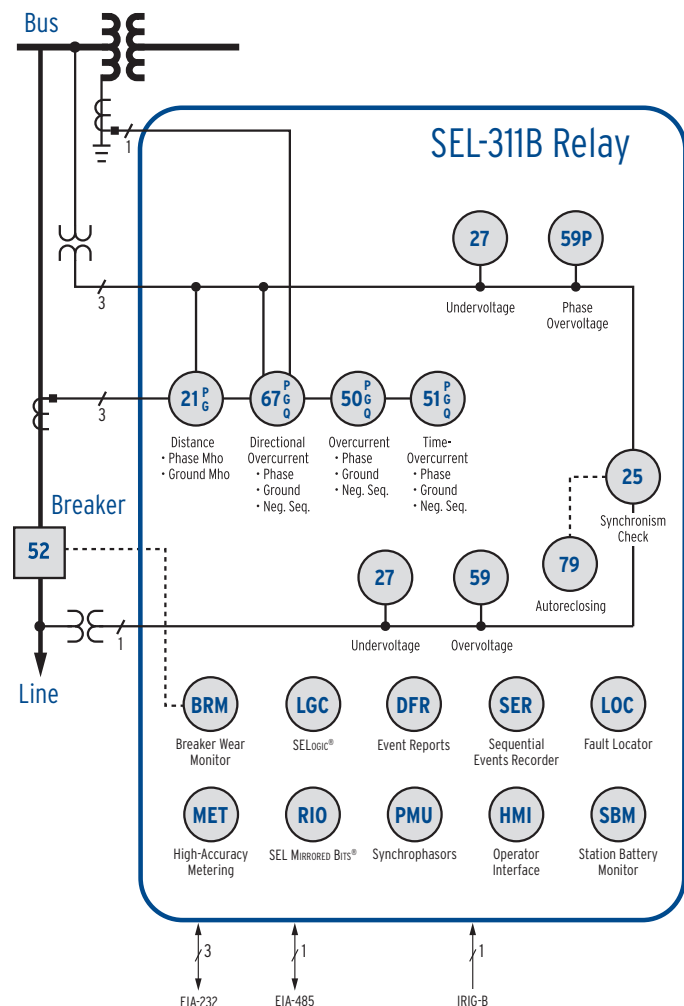 Bus
1
SEL-311B Relay
27
59P
3
Undervoltage
Phase
Overvoltage
21 P G
67 P G Q
50 P G Q
51 P G Q
3
Distance
· Phase Mho
· Ground Mho
Directional
Overcurrent
· Phase
· Ground
· Neg. Seq.
Overcurrent
· Phase
· Ground
· Neg. Seq.
Time-
Overcurrent
· Phase
· Ground
· Neg. Seq.
25
Synchronism
Check
Breaker
52
79
Autoreclosing
27
59
1
Undervoltage
Overvoltage
Line
BRM
LGC
DFR
SER
LOC
Breaker Wear
Monitor
SELOGIC®
Event Reports
Sequential
Events Recorder
Fault Locator
MET
RIO
PMU
HMI
SBM
High-Accuracy
Metering
SEL MIRRORED BITS®
Synchrophasors
Operator
Interface
Station Battery
Monitor
3
1
1
EIA-232
EIA-485
IRIG-B